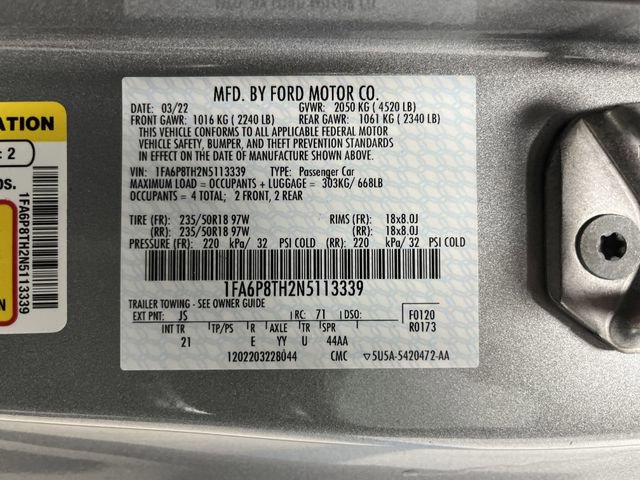 MFD. BY FORD MOTOR CO.
DATE: 03/22 GVWR: 2050 KG ( 4520 LB)
FRONT GAWR: 1016 KG ( 2240 LB) REAR GAWR: 1061 KG ( 2340 LB)
THIS VEHICLE CONFORMS TO ALL APPLICABLE FEDERAL MOTOR
VEHICLE SAFETY, BUMPER, AND THEFT PREVENTION STANDARDS
IN EFFECT ON THE DATE OF MANUFACTURE SHOWN ABOVE.
VIN: 1FA6P8TH2N5113339 TYPE: Passenger Car
MAXIMUM LOAD = OCCUPANTS + LUGGAGE = 303KG/ 668LB
OCCUPANTS = 4 TOTAL; 2 FRONT, 2 REAR
TIRE (FR): 235/50R18 97W RIMS (FR): 18x8.0J
(RR): 235/50R18 97W (RR): 18x8.0J
PRESSURE (FR): 220 kPa/ 32 PSI COLD (RR): 220 kPa/ 32 PSI COLD
1FA6P8TH2N5113339
TRAILER TOWING - SEE OWNER GUIDE
EXT PNT: JS RC: 71 DSO: F0120
R0173
INT TR TP/PS R AXLE TR SPR
21 E YY U 44AA
1202203228044 CMC 5U5A-5420472-AA
ATION
: 2
os.
1FA6P8TH2N5113339